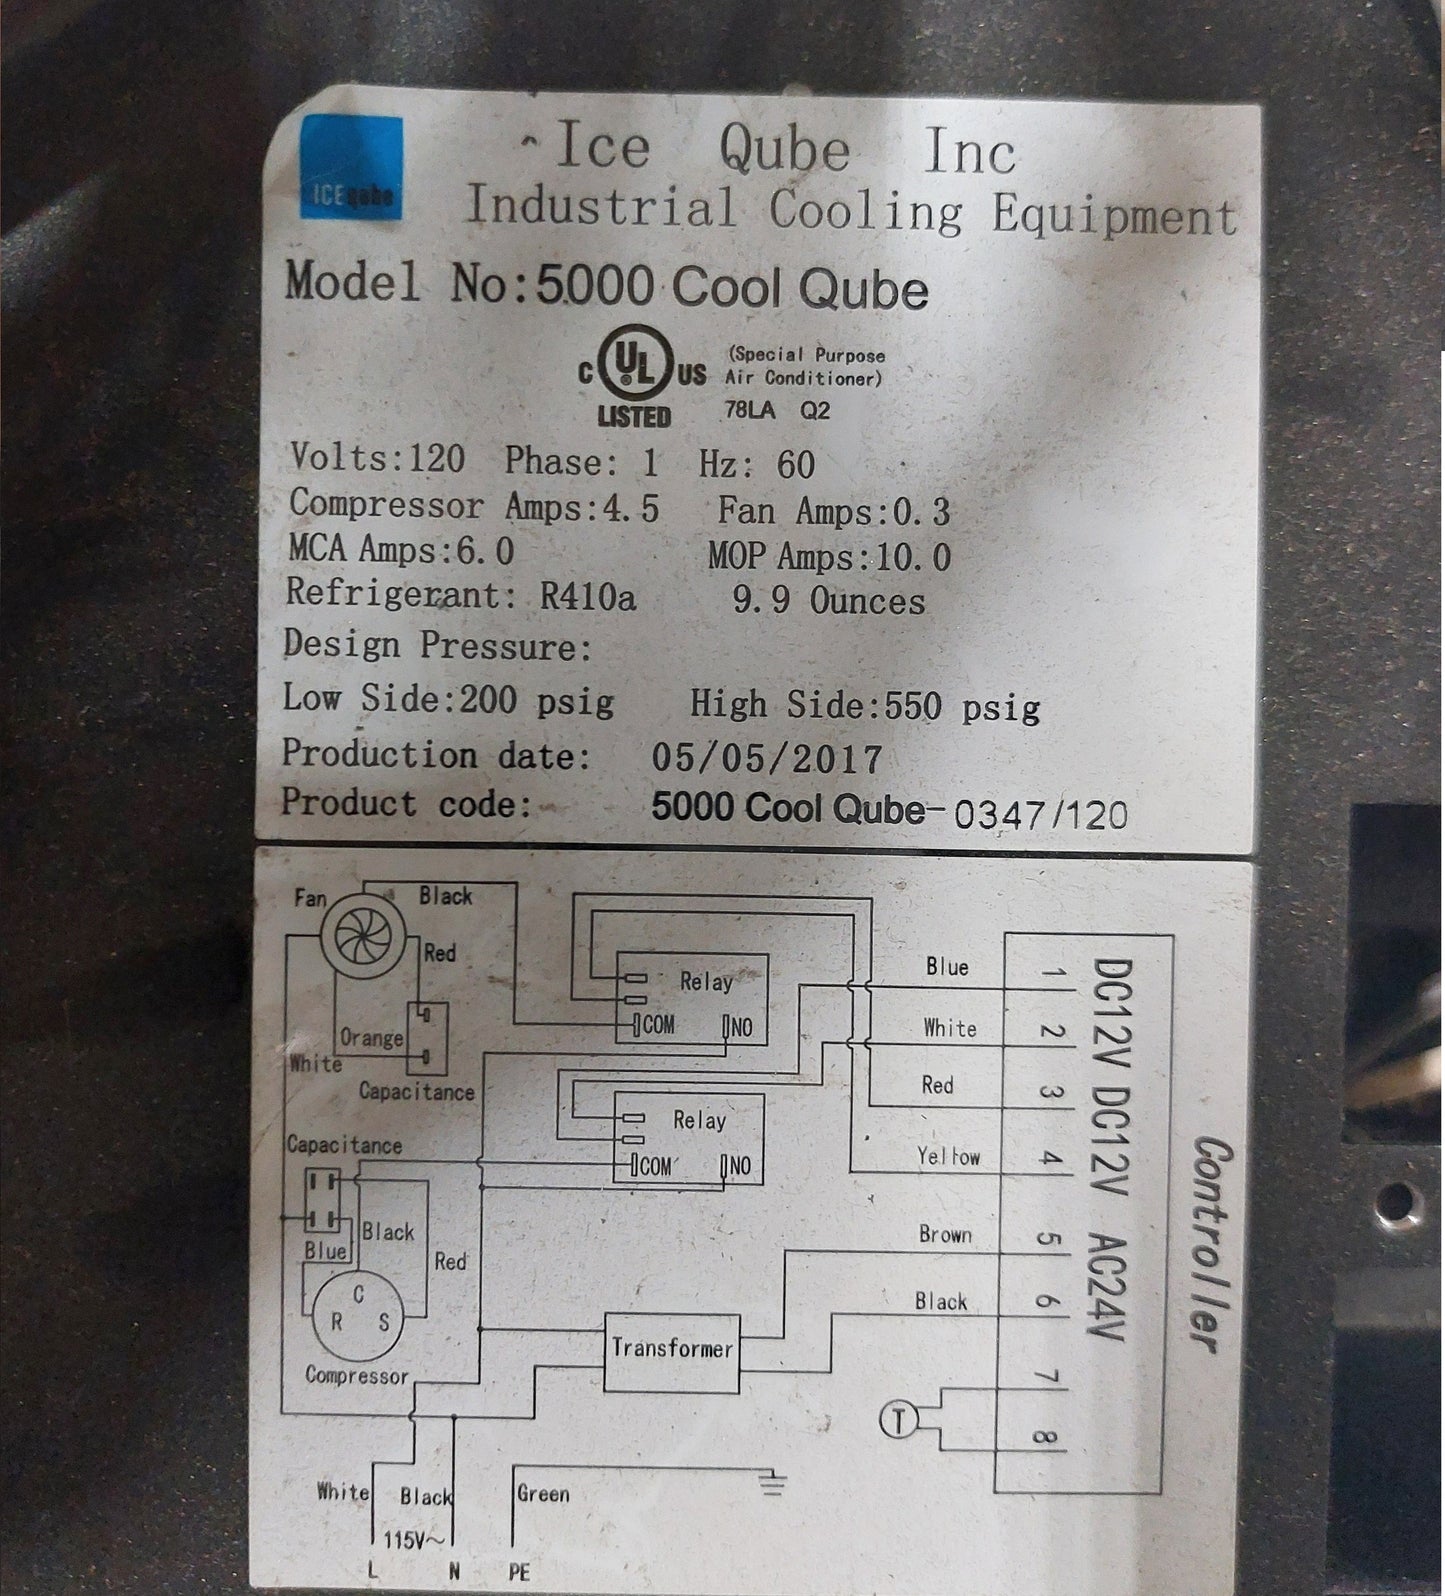 ICE qube
Ice Qube Inc
Industrial Cooling Equipment
Model No:5000 Cool Qube
C UL US
LISTED
(Special Purpose
Air Conditioner)
78LA Q2
Volts:120 Phase: 1 Hz: 60
Compressor Amps:4.5 Fan Amps:0.3
MCA Amps:6.0 MOP Amps:10.0
Refrigerant: R410a 9.9 Ounces
Design Pressure:
Low Side:200 psig High Side:550 psig
Production date: 05/05/2017
Product code: 5000 Cool Qube-0347/120
Fan
Black
Red
Orange
White
Capacitance
Relay
COM NO
Relay
COM NO
Capacitance
Blue
Black
Red
C
R S
Compressor
Transformer
Blue 1
White 2
Red 3
Yellow 4
Brown 5
Black 6
7
8
T
DC12V DC12V AC24V
Controller
White Black Green
115V~
L N PE